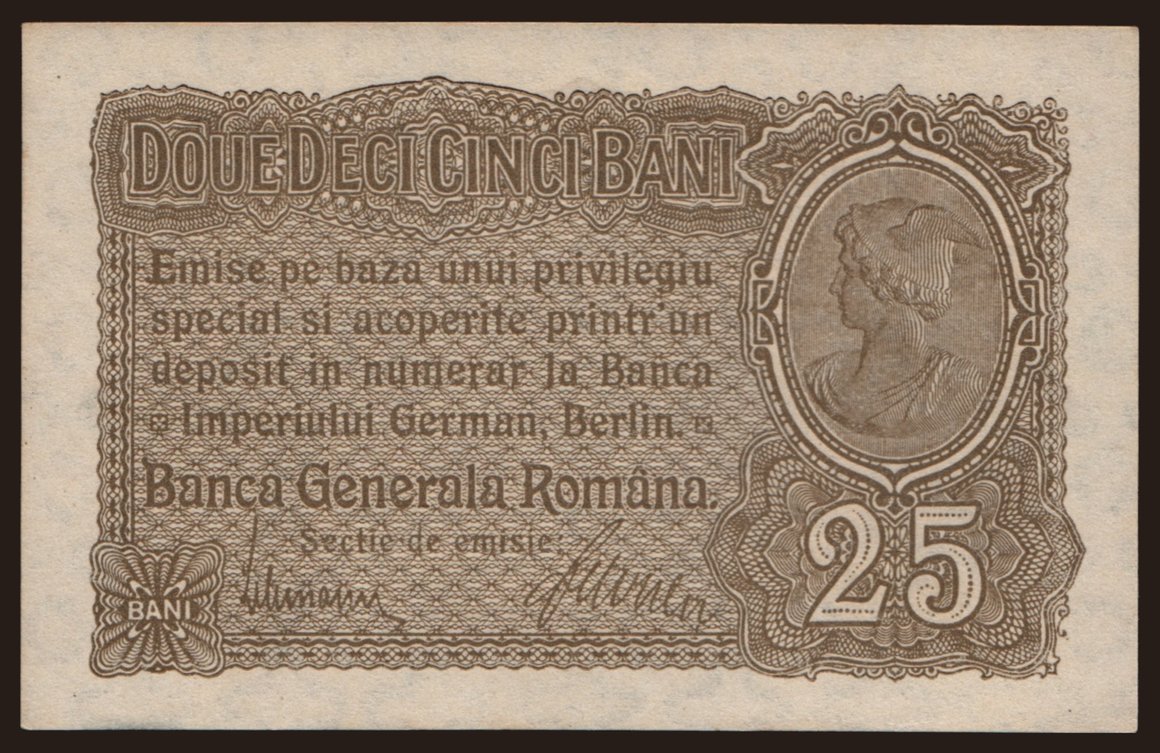 DOUE DECI CINCI BANI
Emise pe baza unui privilegiu
special si acoperite printr'un
deposit in numerar la Banca
Imperiului German, Berlin.
Banca Generala Româna.
Sectie de emisie
BANI
25